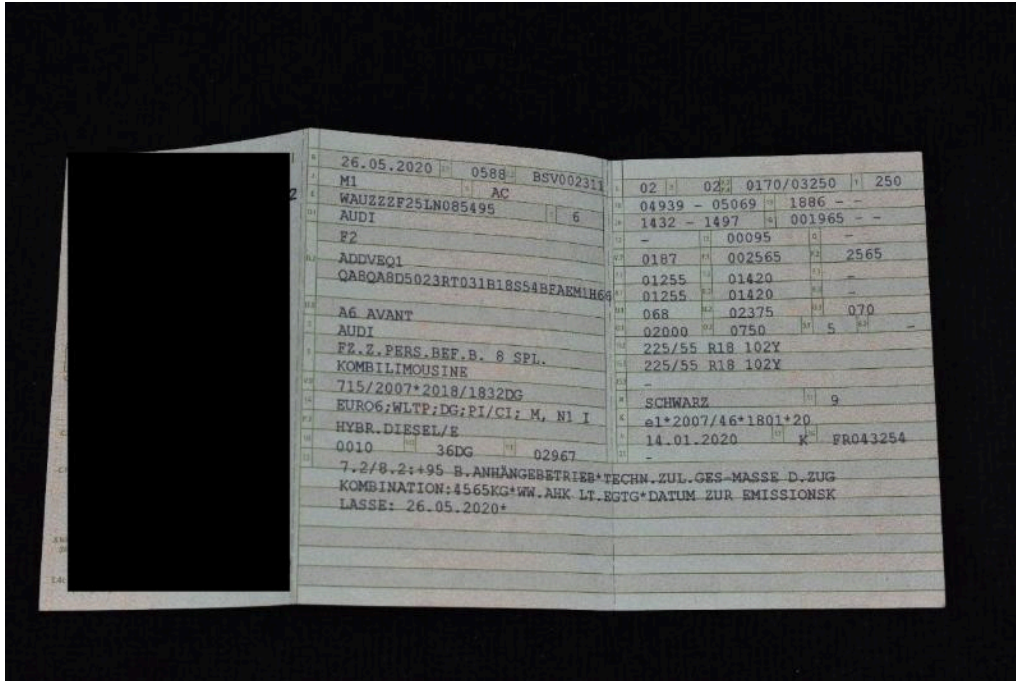 2
26.05.2020 0588 BSV002311
M1 AC
WAUZZZF25LN085495 6
AUDI
F2
ADDVEQ1
QA8QA8D5023RT031B18S54BFAEM1H66
A6 AVANT
AUDI
FZ.Z.PERS.BEF.B. 8 SPL.
KOMBILIMOUSINE
715/2007*2018/1832DG
EURO6;WLTP;DG;PI/CI; M, N1 I
HYBR.DIESEL/E
0010 36DG 02967
02 02 0170/03250 250
04939 - 05069 1886 - -
1432 - 1497 001965 - -
- 00095 -
0187 002565 2565
01255 01420 -
01255 01420 -
068 02375 070
02000 0750 5 -
225/55 R18 102Y
225/55 R18 102Y
-
SCHWARZ 9
e1*2007/46*1801*20
14.01.2020 K FR043254
-
7.2/8.2:+95 B.ANHÄNGEBETRIEB*TECHN.ZUL.GES-MASSE D.ZUG
KOMBINATION:4565KG*WW.AHK LT.EGTG*DATUM ZUR EMISSIONSK
LASSE: 26.05.2020*